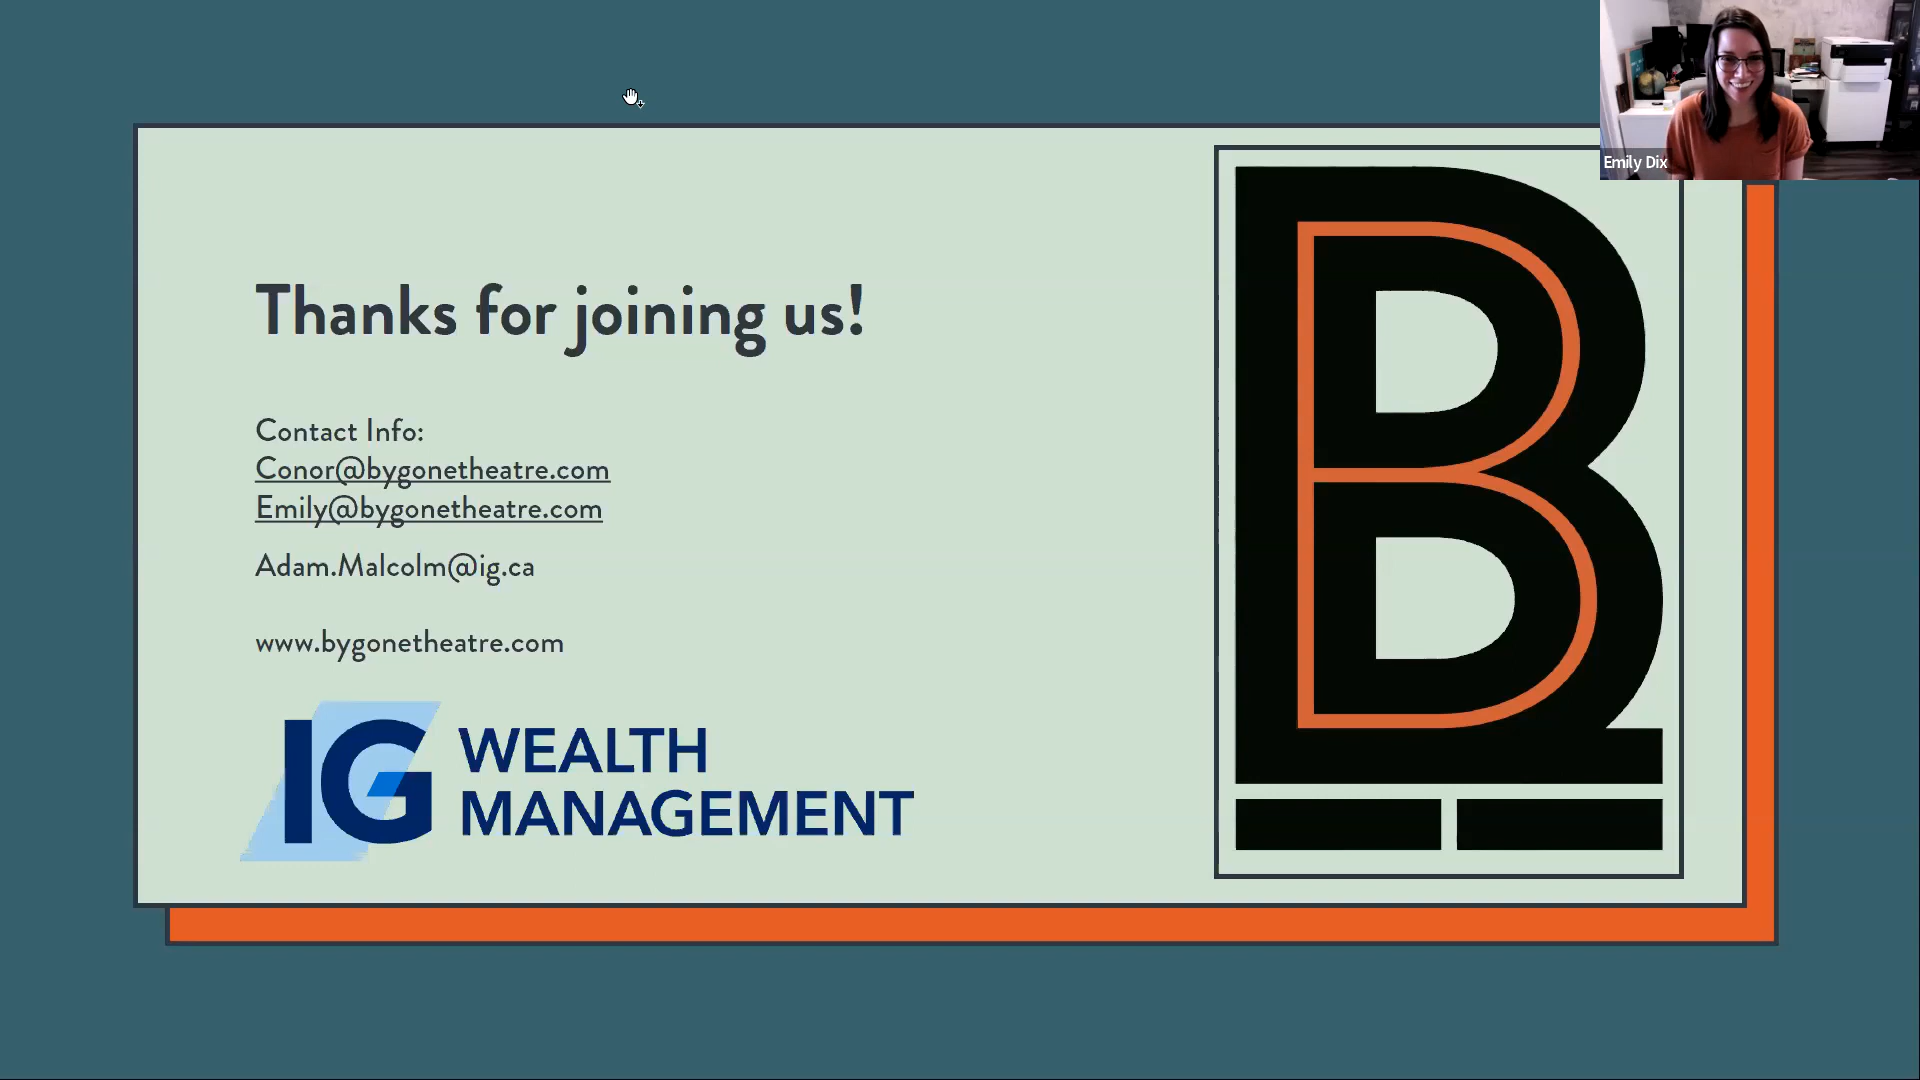 Emily Dix
Thanks for joining us!
Contact Info:
Conor@bygonetheatre.com
Emily@bygonetheatre.com
Adam.Malcolm@ig.ca
www.bygonetheatre.com
IG WEALTH
MANAGEMENT
B